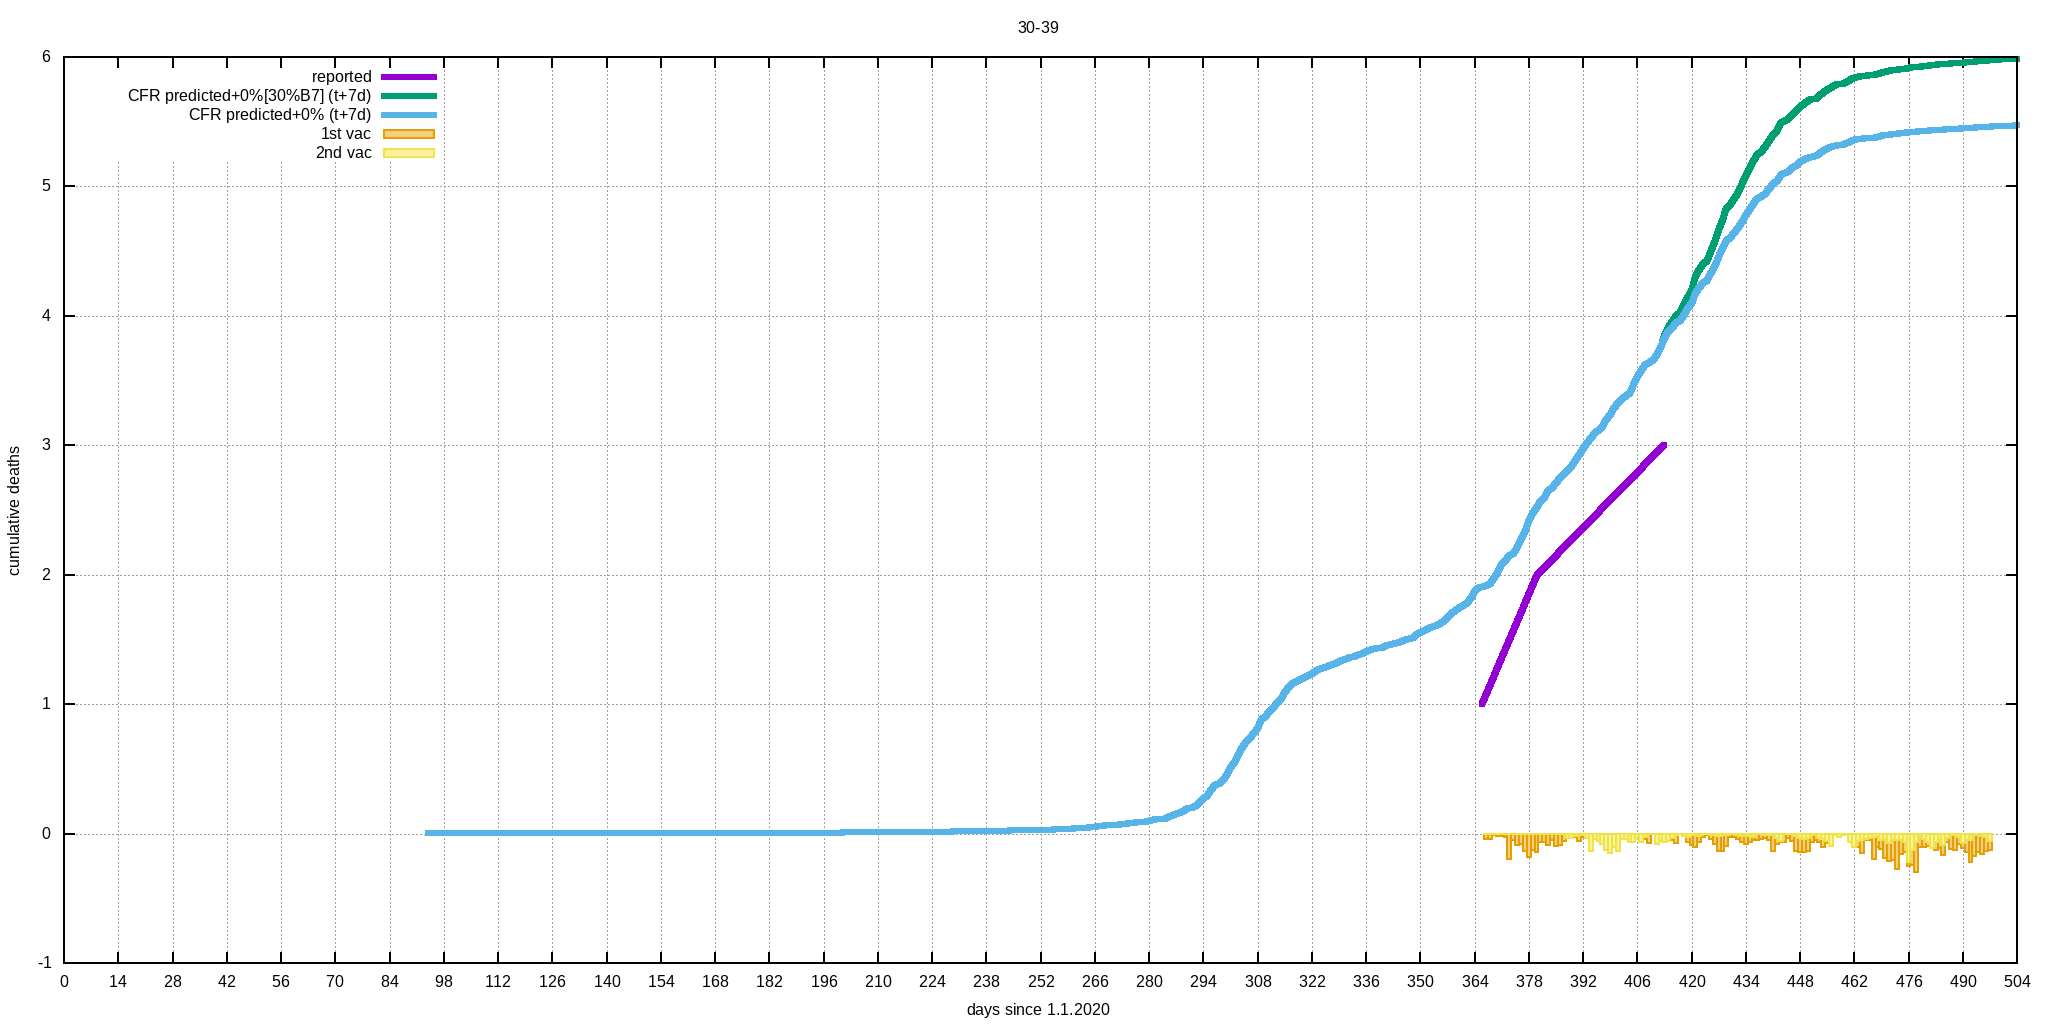 30-39
reported
CFR predicted+0%[30%B7] (t+7d)
CFR predicted+0% (t+7d)
1st vac
2nd vac
6
5
4
3
2
1
0
-1
cumulative deaths
0 14 28 42 56 70 84 98 112 126 140 154 168 182 196 210 224 238 252 266 280 294 308 322 336 350 364 378 392 406 420 434 448 462 476 490 504
days since 1.1.2020